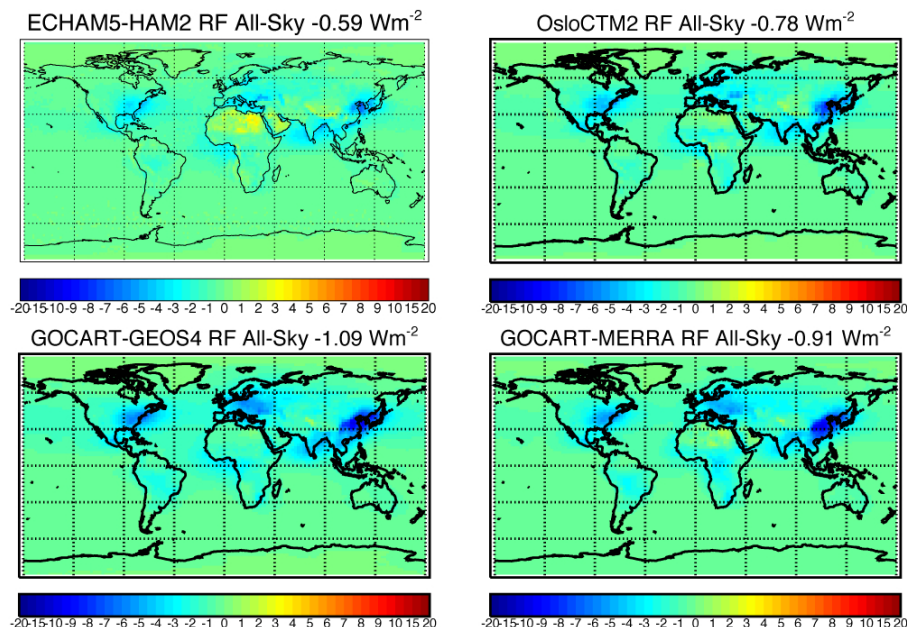 ECHAM5-HAM2 RF All-Sky -0.59 Wm-2
OsloCTM2 RF All-Sky -0.78 Wm-2
-20-15-10-9 -8 -7 -6 -5 -4 -3 -2 -1 0 1 2 3 4 5 6 7 8 9 10 15 20
-20-15-10-9 -8 -7 -6 -5 -4 -3 -2 -1 0 1 2 3 4 5 6 7 8 9 10 15 20
GOCART-GEOS4 RF All-Sky -1.09 Wm-2
GOCART-MERRA RF All-Sky -0.91 Wm-2
-20-15-10-9 -8 -7 -6 -5 -4 -3 -2 -1 0 1 2 3 4 5 6 7 8 9 10 15 20
-20-15-10-9 -8 -7 -6 -5 -4 -3 -2 -1 0 1 2 3 4 5 6 7 8 9 10 15 20